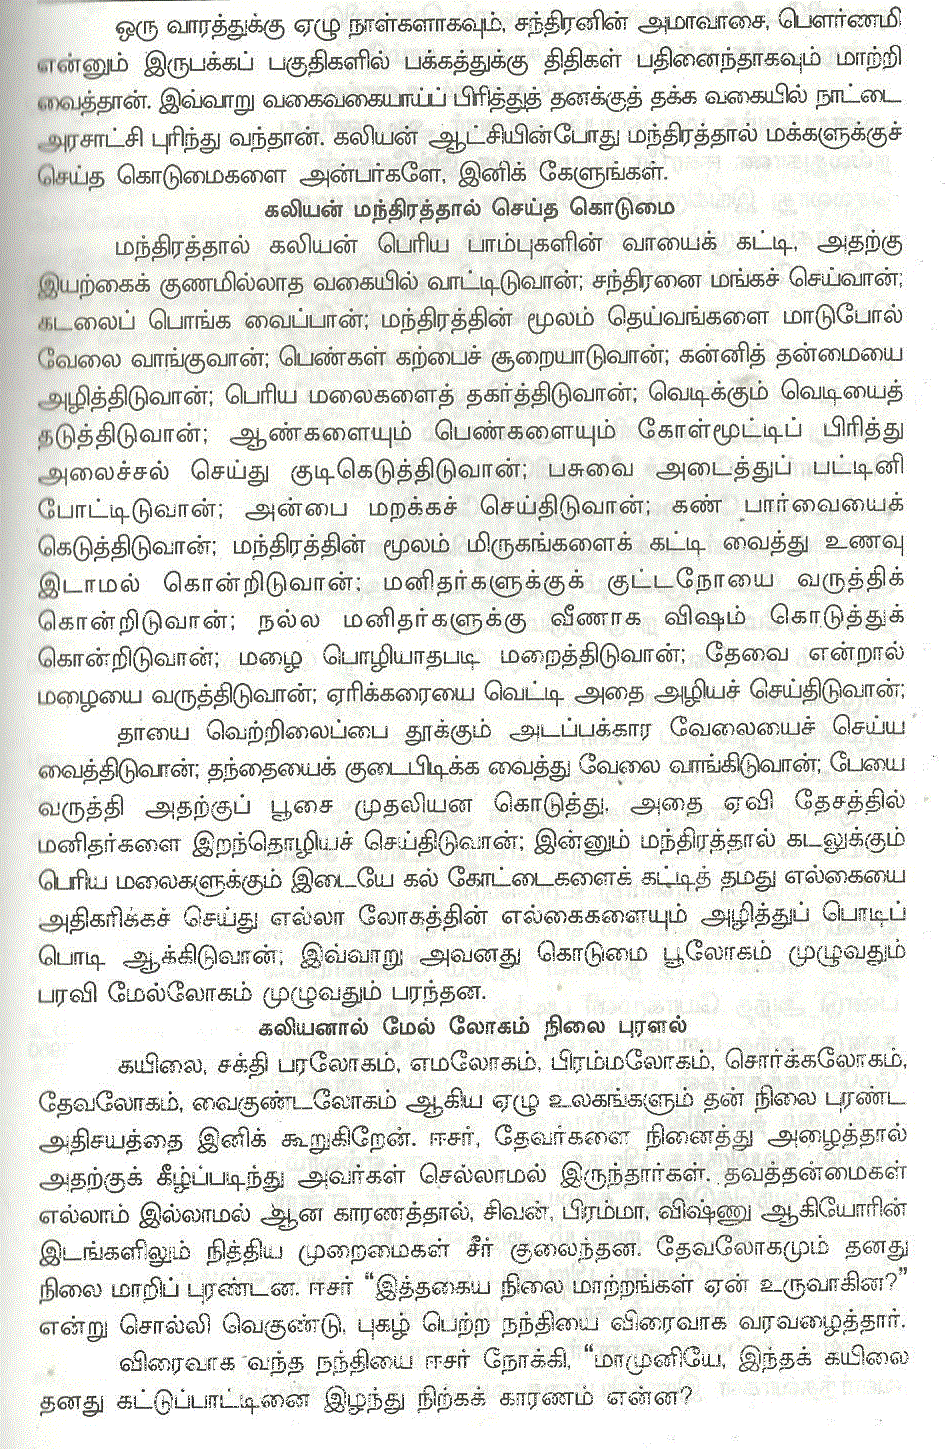 ஒரு வாரத்துக்கு ஏழு நாள்களாகவும், சந்திரனின் அமாவாசை, பௌர்ணமி
என்னும் இருபக்கப் பகுதிகளில் பக்கத்துக்கு திதிகள் பதினைந்தாகவும் மாற்றி
வைத்தான். இவ்வாறு வகைவகையாய்ப் பிரித்துத் தனக்குத் தக்க வகையில் நாட்டை
அரசாட்சி புரிந்து வந்தான். கலியன் ஆட்சியின்போது மந்திரத்தால் மக்களுக்குச்
செய்த கொடுமைகளை அன்பர்களே, இனிக் கேளுங்கள்.
கலியன் மந்திரத்தால் செய்த கொடுமை
மந்திரத்தால் கலியன் பெரிய பாம்புகளின் வாயைக் கட்டி, அதற்கு
இயற்கைக் குணமில்லாத வகையில் வாட்டிடுவான்; சந்திரனை மங்கச் செய்வான்;
கடலைப் பொங்க வைப்பான்; மந்திரத்தின் மூலம் தெய்வங்களை மாடுபோல்
வேலை வாங்குவான்; பெண்கள் கற்பைச் சூறையாடுவான்; கன்னித் தன்மையை
அழித்திடுவான்; பெரிய மலைகளைத் தகர்த்திடுவான்; வெடிக்கும் வெடியைத்
தடுத்திடுவான்; ஆண்களையும் பெண்களையும் கோள்மூட்டிப் பிரித்து
அலைச்சல் செய்து குடிகெடுத்திடுவான்; பசுவை அடைத்துப் பட்டினி
போட்டிடுவான்; அன்பை மறக்கச் செய்திடுவான்; கண் பார்வையைக்
கெடுத்திடுவான்; மந்திரத்தின் மூலம் மிருகங்களைக் கட்டி வைத்து உணவு
இடாமல் கொன்றிடுவான்; மனிதர்களுக்குக் குட்டநோயை வருத்திக்
கொன்றிடுவான்; நல்ல மனிதர்களுக்கு வீணாக விஷம் கொடுத்துக்
கொன்றிடுவான்; மழை பொழியாதபடி மறைத்திடுவான்; தேவை என்றால்
மழையை வருத்திடுவான்; ஏரிக்கரையை வெட்டி அதை அழியச் செய்திடுவான்;
தாயை வெற்றிலைப்பை தூக்கும் அடப்பக்கார வேலையைச் செய்ய
வைத்திடுவான்; தந்தையைக் குடைபிடிக்க வைத்து வேலை வாங்கிடுவான்; பேயை
வருத்தி அதற்குப் பூசை முதலியன கொடுத்து, அதை ஏவி தேசத்தில்
மனிதர்களை இறந்தொழியச் செய்திடுவான்; இன்னும் மந்திரத்தால் கடலுக்கும்
பெரிய மலைகளுக்கும் இடையே கல் கோட்டைகளைக் கட்டித் தமது எல்கையை
அதிகரிக்கச் செய்து எல்லா லோகத்தின் எல்கைகளையும் அழித்துப் பொடிப்
பொடி ஆக்கிடுவான்; இவ்வாறு அவனது கொடுமை பூலோகம் முழுவதும்
பரவி மேல்லோகம் முழுவதும் பரந்தன.
கலியனால் மேல் லோகம் நிலை புரளல்
கயிலை, சக்தி பரலோகம், எமலோகம், பிரம்மலோகம், சொர்க்கலோகம்,
தேவலோகம், வைகுண்டலோகம் ஆகிய ஏழு உலகங்களும் தன் நிலை புரண்ட
அதிசயத்தை இனிக் கூறுகிறேன். ஈசர், தேவர்களை நினைத்து அழைத்தால்
அதற்குக் கீழ்ப்படிந்து அவர்கள் செல்லாமல் இருந்தார்கள். தவத்தன்மைகள்
எல்லாம் இல்லாமல் ஆன காரணத்தால், சிவன், பிரம்மா, விஷ்ணு ஆகியோரின்
இடங்களிலும் நித்திய முறைமைகள் சீர் குலைந்தன. தேவலோகமும் தனது
நிலை மாறிப் புரண்டன. ஈசர் “இத்தகைய நிலை மாற்றங்கள் ஏன் உருவாகின?”
என்று சொல்லி வெகுண்டு, புகழ் பெற்ற நந்தியை விரைவாக வரவழைத்தார்.
விரைவாக வந்த நந்தியை ஈசர் நோக்கி, “மாமுனியே, இந்தக் கயிலை
தனது கட்டுப்பாட்டினை இழந்து நிற்கக் காரணம் என்ன?